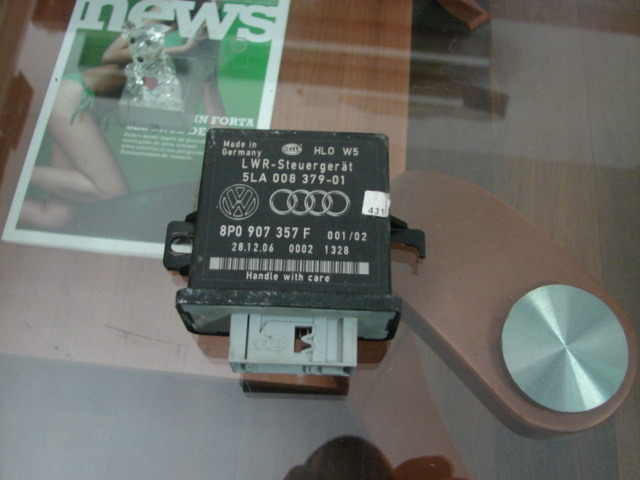 news
IN FORTA
Made in
Germany
HLO W5
LWR-Steuergerät
5LA 008 379-01
431
8P0 907 357 F 001/02
28.12.06 0002 1328
Handle with care